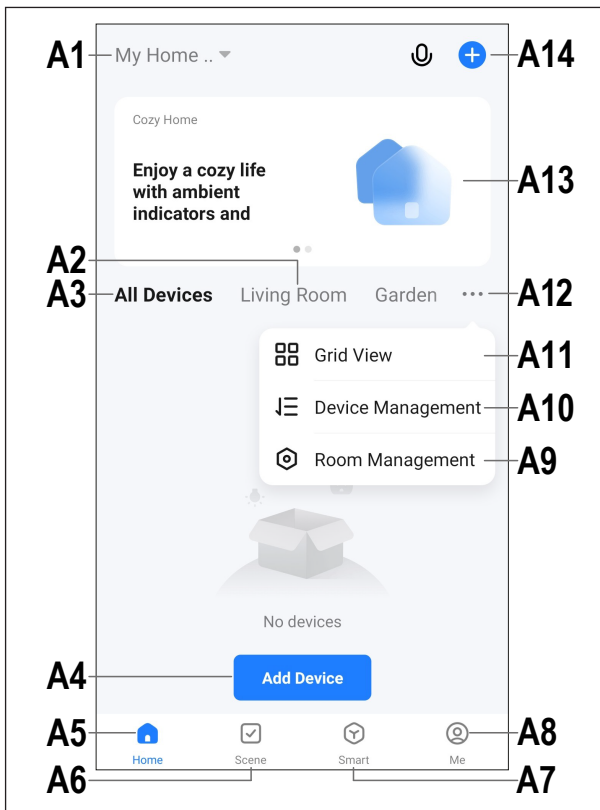 A1
My Home ..
A14
Cozy Home
Enjoy a cozy life
with ambient
indicators and
A13
A2
A3
All Devices Living Room Garden
A12
Grid View
A11
Device Management
A10
Room Management
A9
No devices
A4
Add Device
A5
Home
Scene
Smart
Me
A8
A6
A7